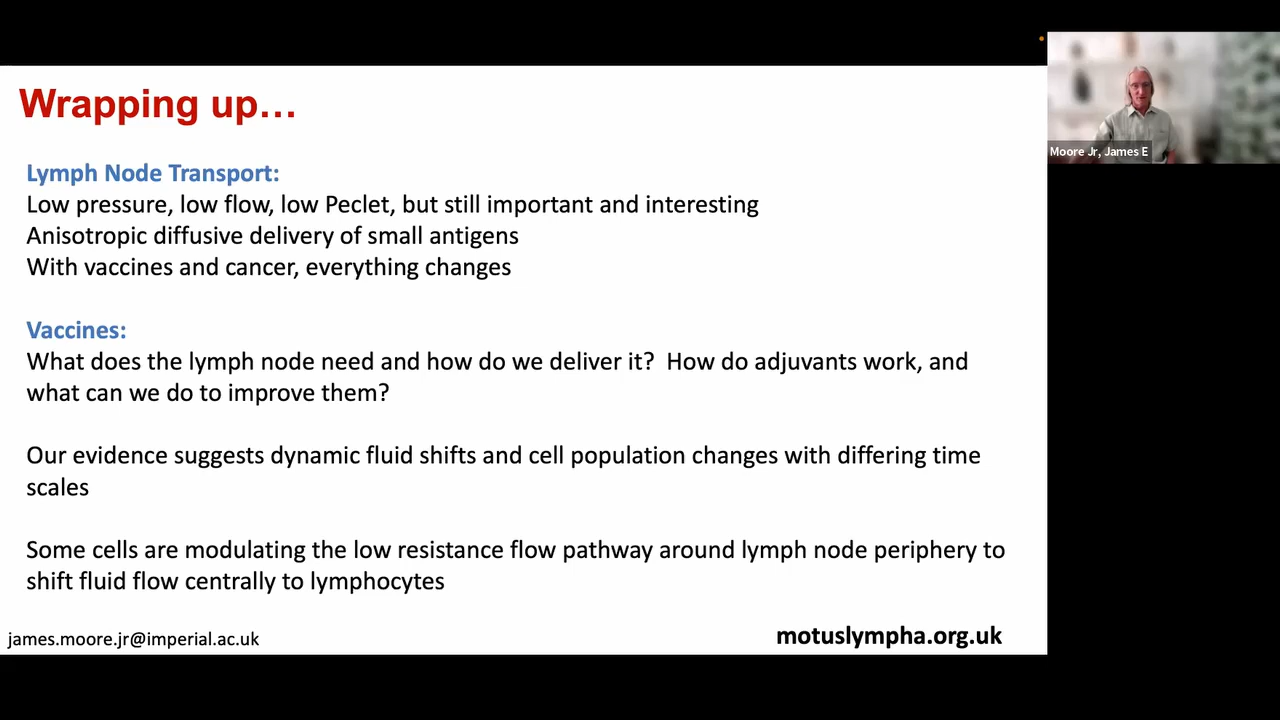 Wrapping up…
Moore Jr, James E
Lymph Node Transport:
Low pressure, low flow, low Peclet, but still important and interesting
Anisotropic diffusive delivery of small antigens
With vaccines and cancer, everything changes
Vaccines:
What does the lymph node need and how do we deliver it?  How do adjuvants work, and
what can we do to improve them?
Our evidence suggests dynamic fluid shifts and cell population changes with differing time
scales
Some cells are modulating the low resistance flow pathway around lymph node periphery to
shift fluid flow centrally to lymphocytes
james.moore.jr@imperial.ac.uk
motuslympha.org.uk